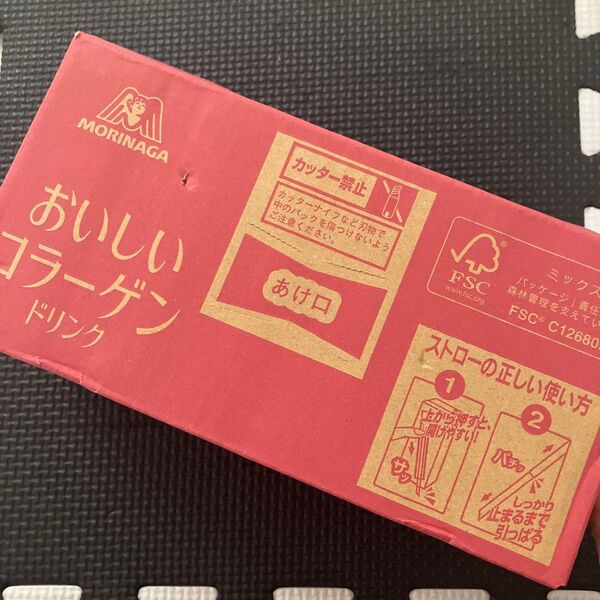 MORINAGA
おいしい
コラーゲン
ドリンク
カッター禁止
カッターナイフなど刃物で
中のパックを傷つけないよう
ご注意ください。
あけ口
FSC
www.fsc.org
ミックス
パッケージ|責任
森林管理を支えてい
FSC® C12680
ストローの正しい使い方
1
上から押すと、
開けやすい!
サッ
2
パチッ
しっかり
止まるまで
引っぱる